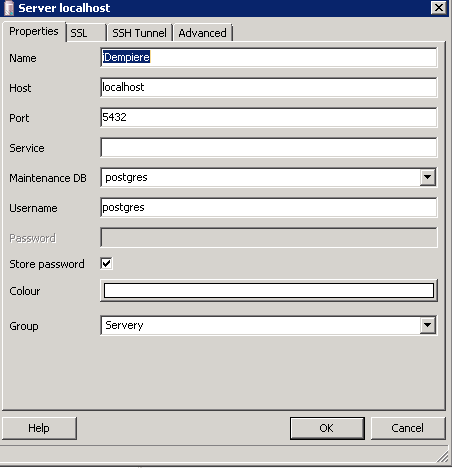 Server localhost
Properties SSL SSH Tunnel Advanced
Name iDempiere
Host localhost
Port 5432
Service
Maintenance DB postgres
Username postgres
Password
Store password
Colour
Group Servery
Help OK Cancel